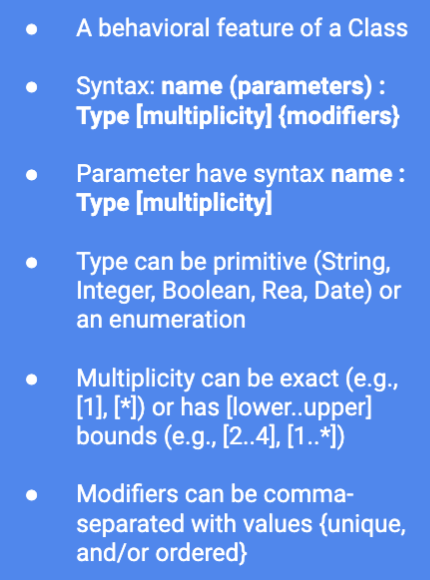 ● A behavioral feature of a Class
● Syntax: name (parameters) :
Type [multiplicity] {modifiers}
● Parameter have syntax name :
Type [multiplicity]
● Type can be primitive (String,
Integer, Boolean, Rea, Date) or
an enumeration
● Multiplicity can be exact (e.g.,
[1], [*]) or has [lower..upper]
bounds (e.g., [2..4], [1..*])
● Modifiers can be comma-
separated with values {unique,
and/or ordered}